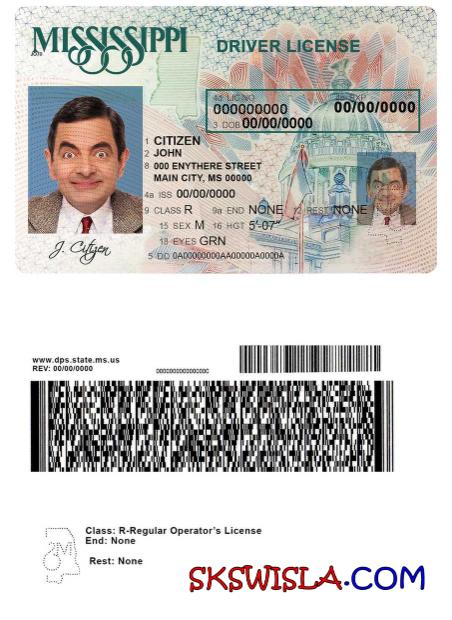 MISSISSIPPI
DRIVER LICENSE
4d LIC.NO. 4b EXP
000000000 00/00/0000
3 DOB 00/00/0000
1 CITIZEN
2 JOHN
8 000 ENYTHERE STREET
MAIN CITY, MS 00000
4a ISS 00/00/0000
9 CLASS R 9a END NONE 12 REST NONE
15 SEX M 16 HGT 5'-07"
18 EYES GRN
5 DD 0A00000000AA00000A0000A
J. Citizen
www.dps.state.ms.us
REV: 00/00/0000
Class: R-Regular Operator's License
End: None
Rest: None
SKSWISLA.COM